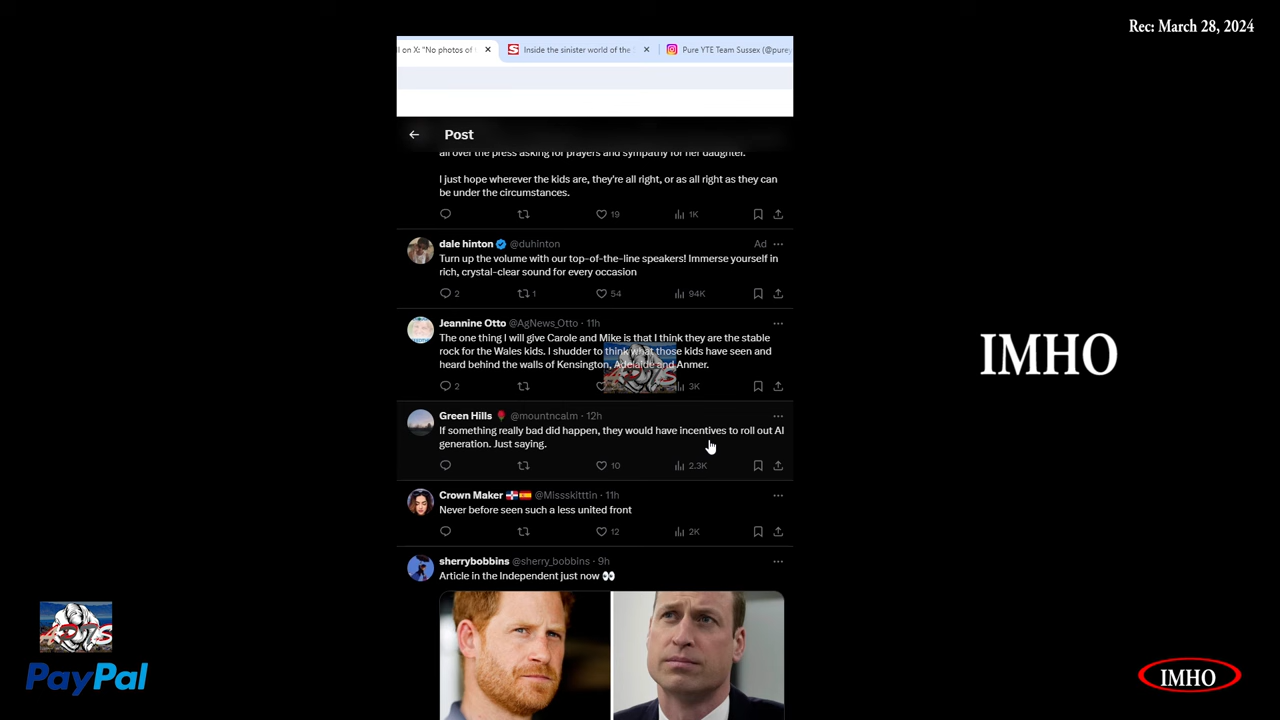 Rec: March 28, 2024
ll on X: "No photos of
Inside the sinister world of the
Pure YTE Team Sussex (@pure
Post
all over the press asking for prayers and sympathy for her daughter.
I just hope wherever the kids are, they're all right, or as all right as they can
be under the circumstances.
19
1K
dale hinton @duhinton
Ad
Turn up the volume with our top-of-the-line speakers! Immerse yourself in
rich, crystal-clear sound for every occasion
2
1
54
94K
Jeannine Otto @AgNews_Otto · 11h
The one thing I will give Carole and Mike is that I think they are the stable
rock for the Wales kids. I shudder to think what those kids have seen and
heard behind the walls of Kensington, Adelaide and Anmer.
2
3K
IMHO
Green Hills @mountncalm · 12h
If something really bad did happen, they would have incentives to roll out AI
generation. Just saying.
10
2.3K
Crown Maker @Missskitttin · 11h
Never before seen such a less united front
12
2K
sherrybobbins @sherry_bobbins · 9h
Article in the Independent just now 👀
PayPal
IMHO